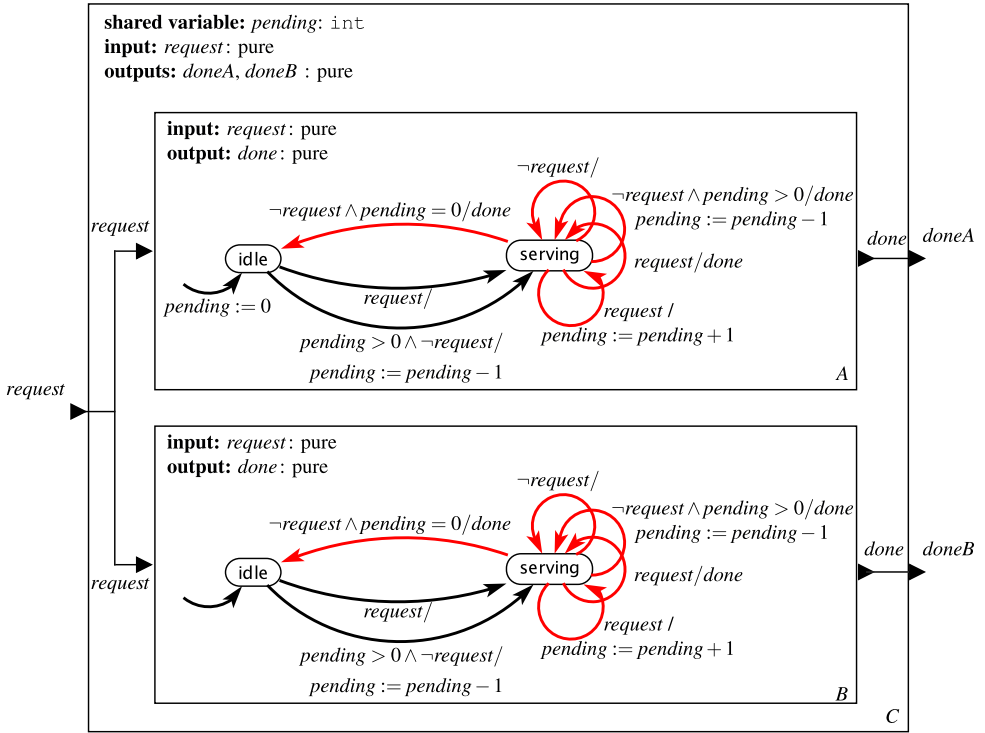 shared variable: pending: int
input: request: pure
outputs: doneA, doneB : pure
input: request: pure
output: done: pure
¬request/
¬request ∧ pending > 0/done
pending := pending − 1
¬request ∧ pending = 0/done
request
idle
serving
request/done
done
doneA
request/
pending := 0
request /
pending := pending + 1
pending > 0 ∧ ¬request/
pending := pending − 1
A
request
input: request: pure
output: done: pure
¬request/
¬request ∧ pending > 0/done
pending := pending − 1
¬request ∧ pending = 0/done
done
doneB
idle
serving
request/done
request
request/
request /
pending := pending + 1
pending > 0 ∧ ¬request/
pending := pending − 1
B
C